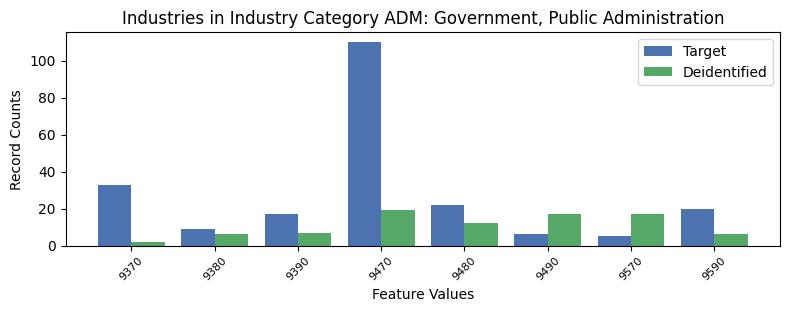 Industries in Industry Category ADM: Government, Public Administration
Target
Deidentified
Record Counts
100
80
60
40
20
0
9370
9380
9390
9470
9480
9490
9570
9590
Feature Values